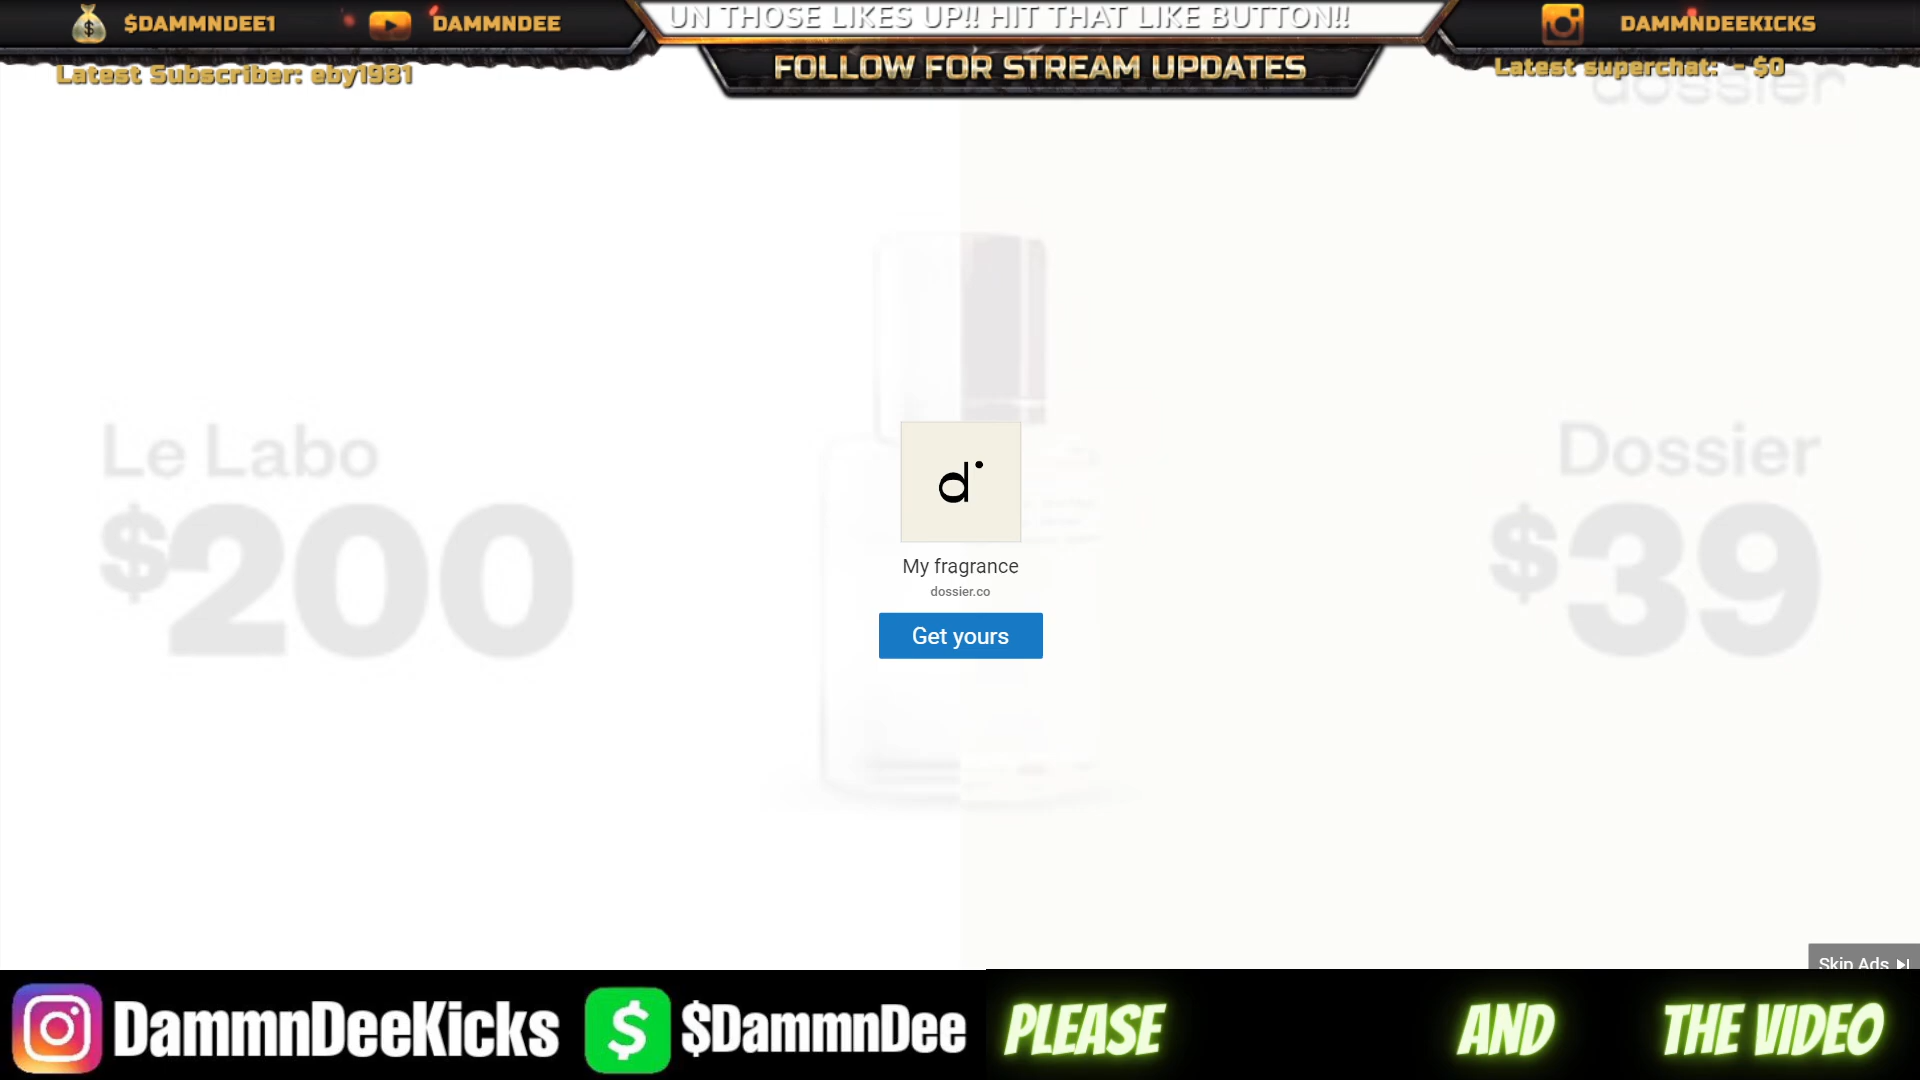 $DAMMNDEE1
DAMMNDEE
UN THOSE LIKES UP!! HIT THAT LIKE BUTTON!!
DAMMNDEEKICKS
FOLLOW FOR STREAM UPDATES
Latest Subscriber: eby1981
Latest superchat: - $0
dossier
Le Labo
$200
Dossier
$39
d
My fragrance
dossier.co
Get yours
Skip Ads
DammnDeeKicks
$DammnDee
PLEASE AND THE VIDEO